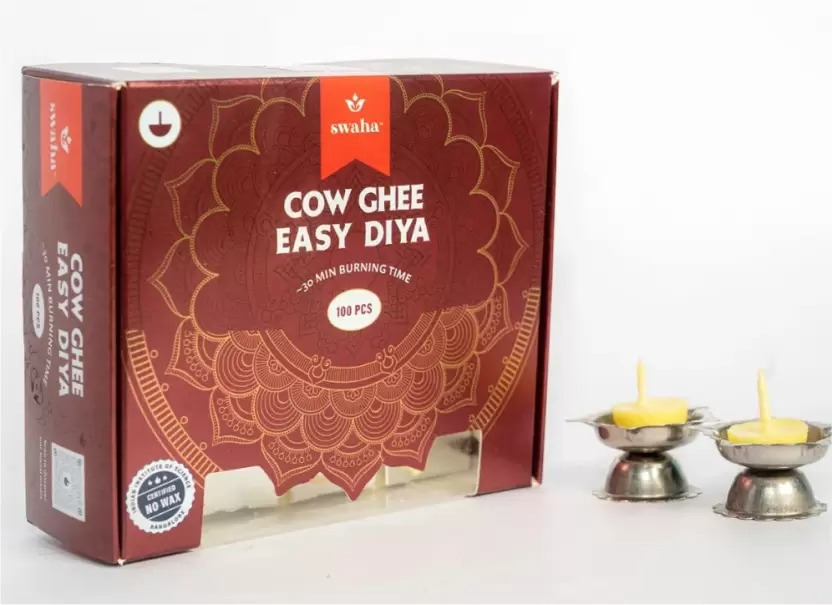 swaha™
COW GHEE
EASY DIYA
~30 MIN BURNING TIME
100 PCS
INDIAN INSTITUTE OF SCIENCE
CERTIFIED
NO WAX
BANGALORE
swaha
COW GHEE
EASY DIYA
~30 MIN BURNING TIME
100 PCS